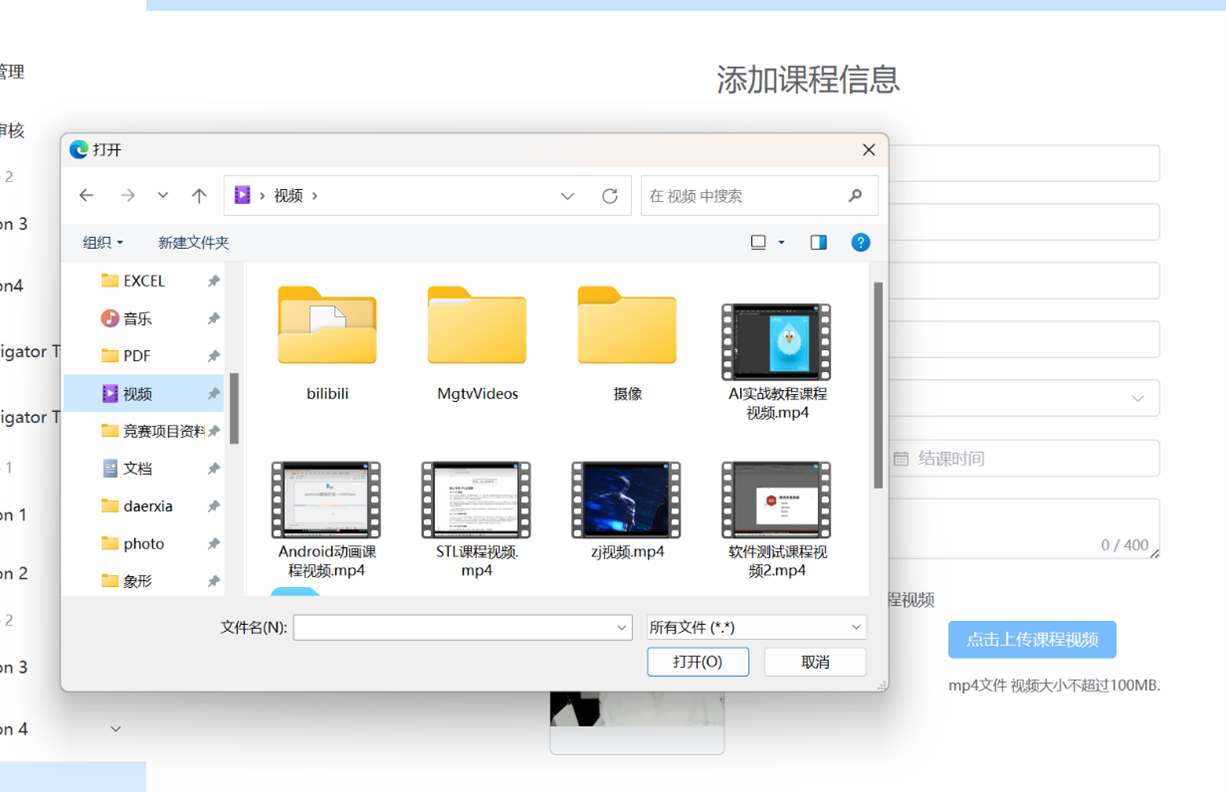 管理
添加课程信息
审核
打开
2
视频
在 视频 中搜索
on 3
组织
新建文件夹
EXCEL
on4
音乐
igator T
PDF
视频
bilibili
MgtvVideos
摄像
AI实战教程课程
视频.mp4
igator T
竞赛项目资料
结课时间
1
文档
on 1
daerxia
0 / 400
photo
Android动画课
程视频.mp4
STL课程视频.
mp4
zj视频.mp4
软件测试课程视
频2.mp4
on 2
象形
程视频
2
文件名(N):
所有文件 (*.*)
点击上传课程视频
on 3
打开(O)
取消
mp4文件 视频大小不超过100MB.
on 4